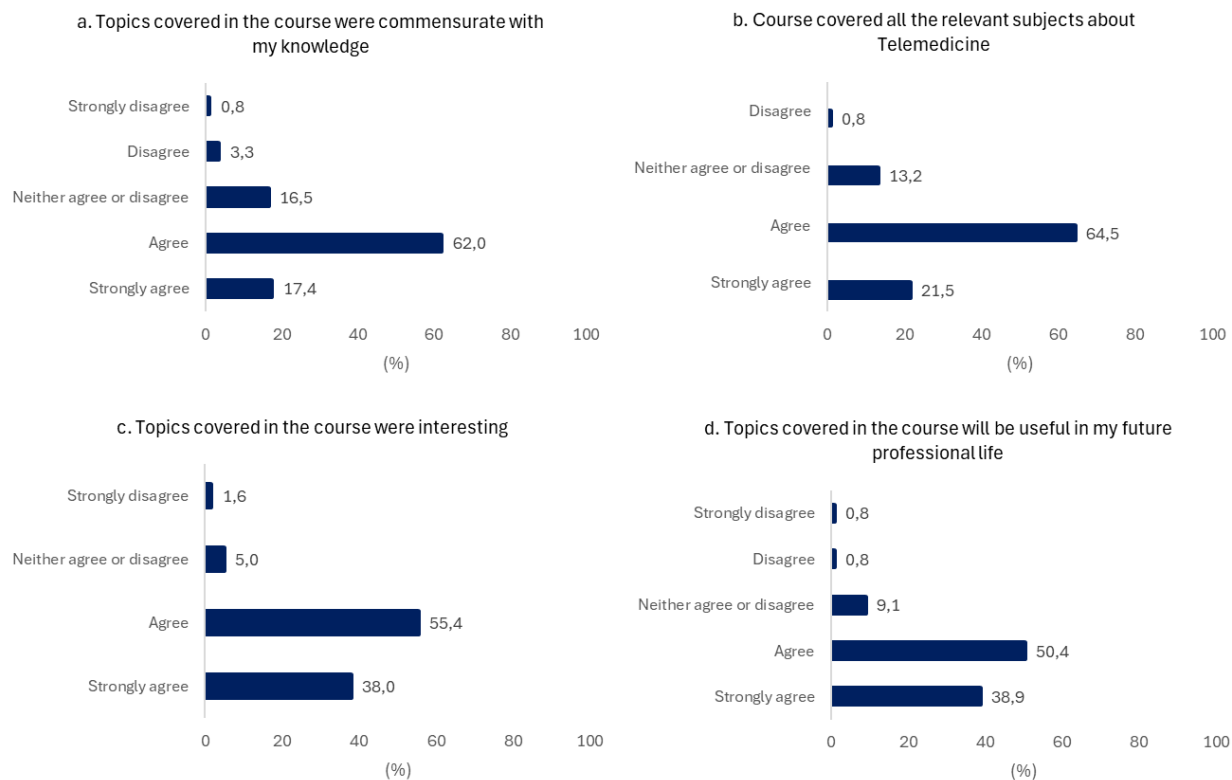 a. Topics covered in the course were commensurate with
my knowledge
Strongly disagree 0,8
Disagree 3,3
Neither agree or disagree 16,5
Agree 62,0
Strongly agree 17,4
0 20 40 60 80 100
(%)
b. Course covered all the relevant subjects about
Telemedicine
Disagree 0,8
Neither agree or disagree 13,2
Agree 64,5
Strongly agree 21,5
0 20 40 60 80 100
(%)
c. Topics covered in the course were interesting
Strongly disagree 1,6
Neither agree or disagree 5,0
Agree 55,4
Strongly agree 38,0
0 20 40 60 80 100
(%)
d. Topics covered in the course will be useful in my future
professional life
Strongly disagree 0,8
Disagree 0,8
Neither agree or disagree 9,1
Agree 50,4
Strongly agree 38,9
0 20 40 60 80 100
(%)